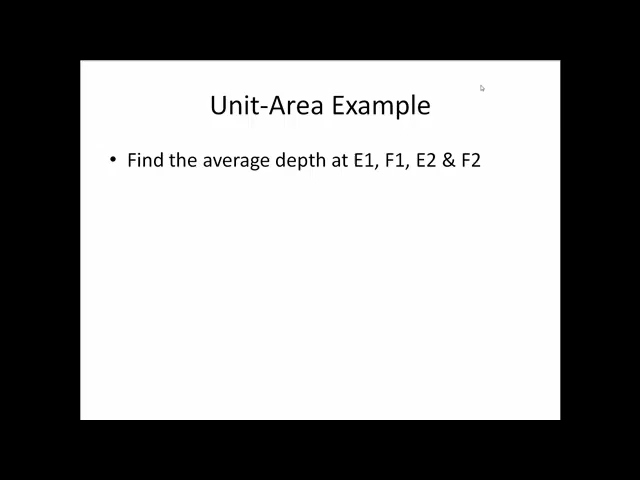 Unit-Area Example
• Find the average depth at E1, F1, E2 & F2